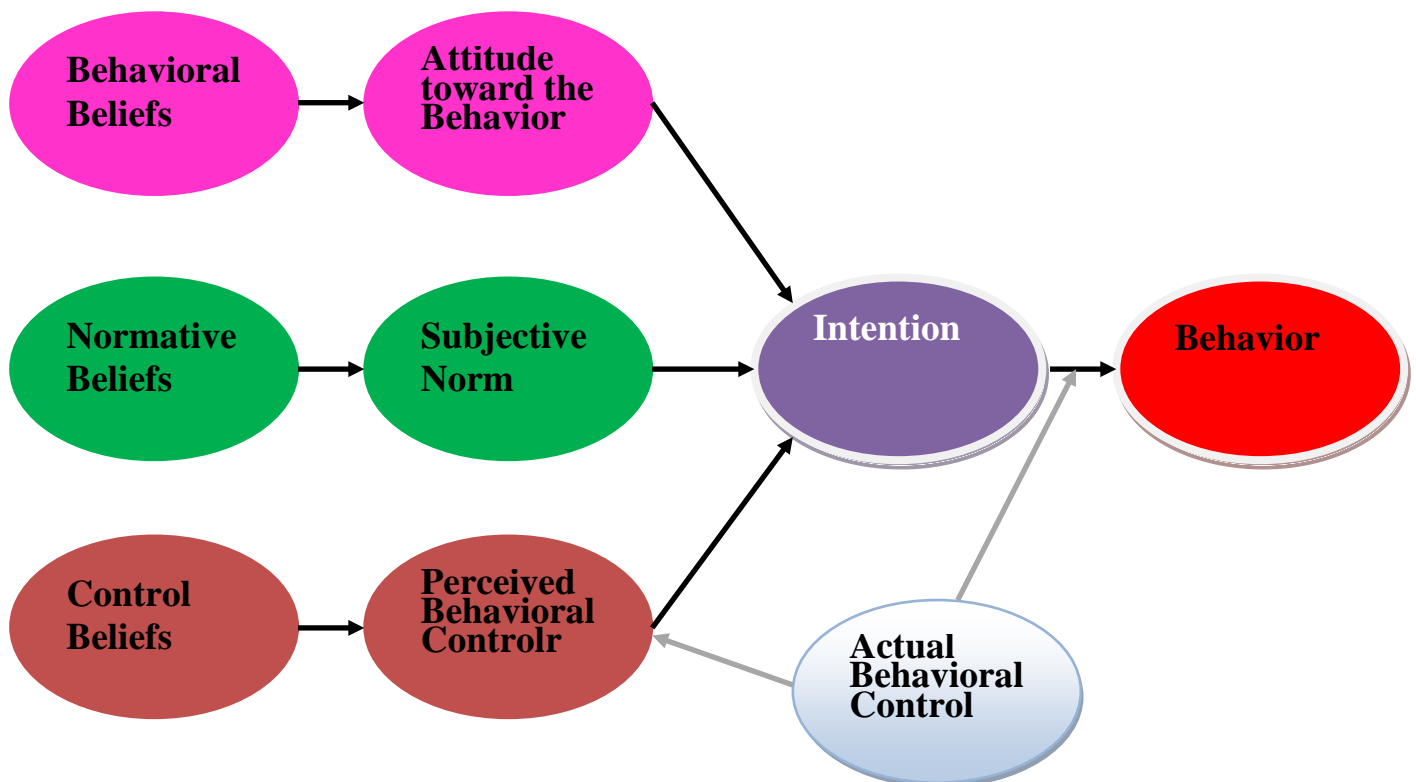 Behavioral
Beliefs
Attitude
toward the
Behavior
Normative
Beliefs
Subjective
Norm
Intention
Behavior
Control
Beliefs
Perceived
Behavioral
Controlr
Actual
Behavioral
Control